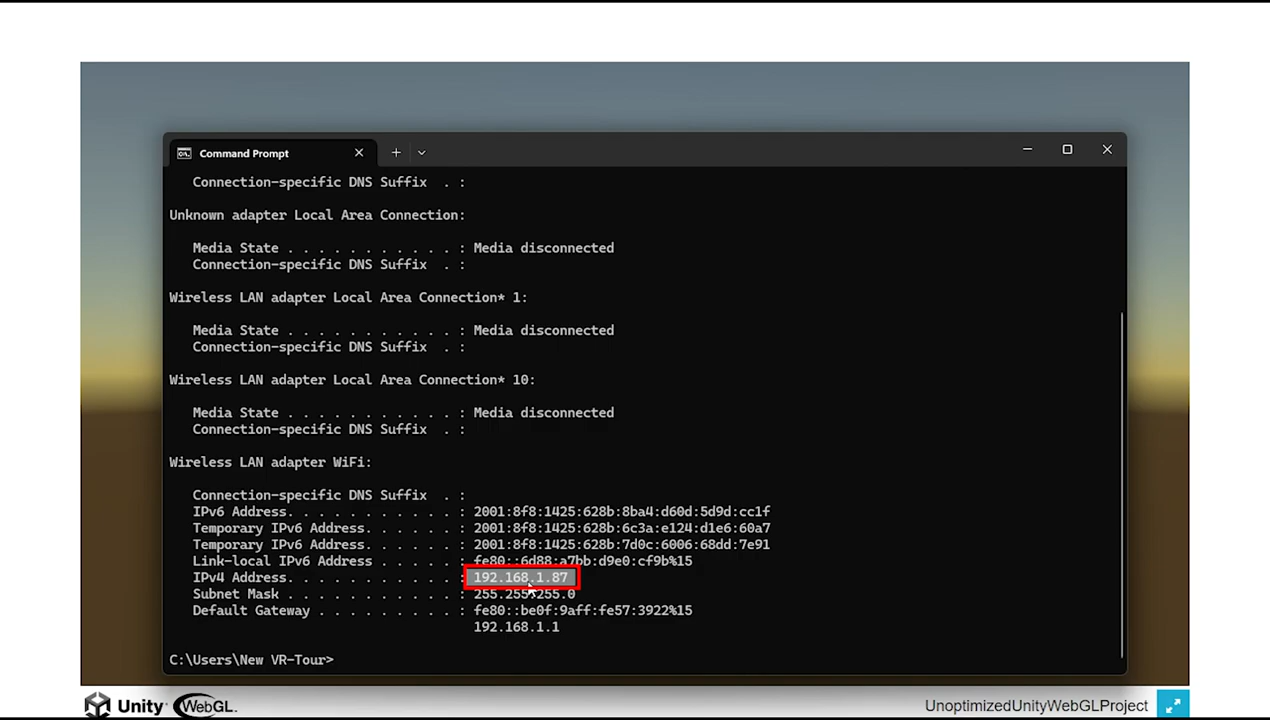 Command Prompt
Connection-specific DNS Suffix  . :
Unknown adapter Local Area Connection:
Media State . . . . . . . . . . . : Media disconnected
Connection-specific DNS Suffix  . :
Wireless LAN adapter Local Area Connection* 1:
Media State . . . . . . . . . . . : Media disconnected
Connection-specific DNS Suffix  . :
Wireless LAN adapter Local Area Connection* 10:
Media State . . . . . . . . . . . : Media disconnected
Connection-specific DNS Suffix  . :
Wireless LAN adapter WiFi:
Connection-specific DNS Suffix  . :
IPv6 Address. . . . . . . . . . . : 2001:8f8:1425:628b:8ba4:d60d:5d9d:cc1f
Temporary IPv6 Address. . . . . . : 2001:8f8:1425:628b:6c3a:e124:d1e6:60a7
Temporary IPv6 Address. . . . . . : 2001:8f8:1425:628b:7d0c:6006:68dd:7e91
Link-local IPv6 Address . . . . . : fe80::6d88:a7bb:d9e0:cf9b%15
IPv4 Address. . . . . . . . . . . : 192.168.1.87
Subnet Mask . . . . . . . . . . . : 255.255.255.0
Default Gateway . . . . . . . . . : fe80::be0f:9aff:fe57:3922%15
192.168.1.1
C:\Users\New VR-Tour>
Unity WebGL. UnoptimizedUnityWebGLProject